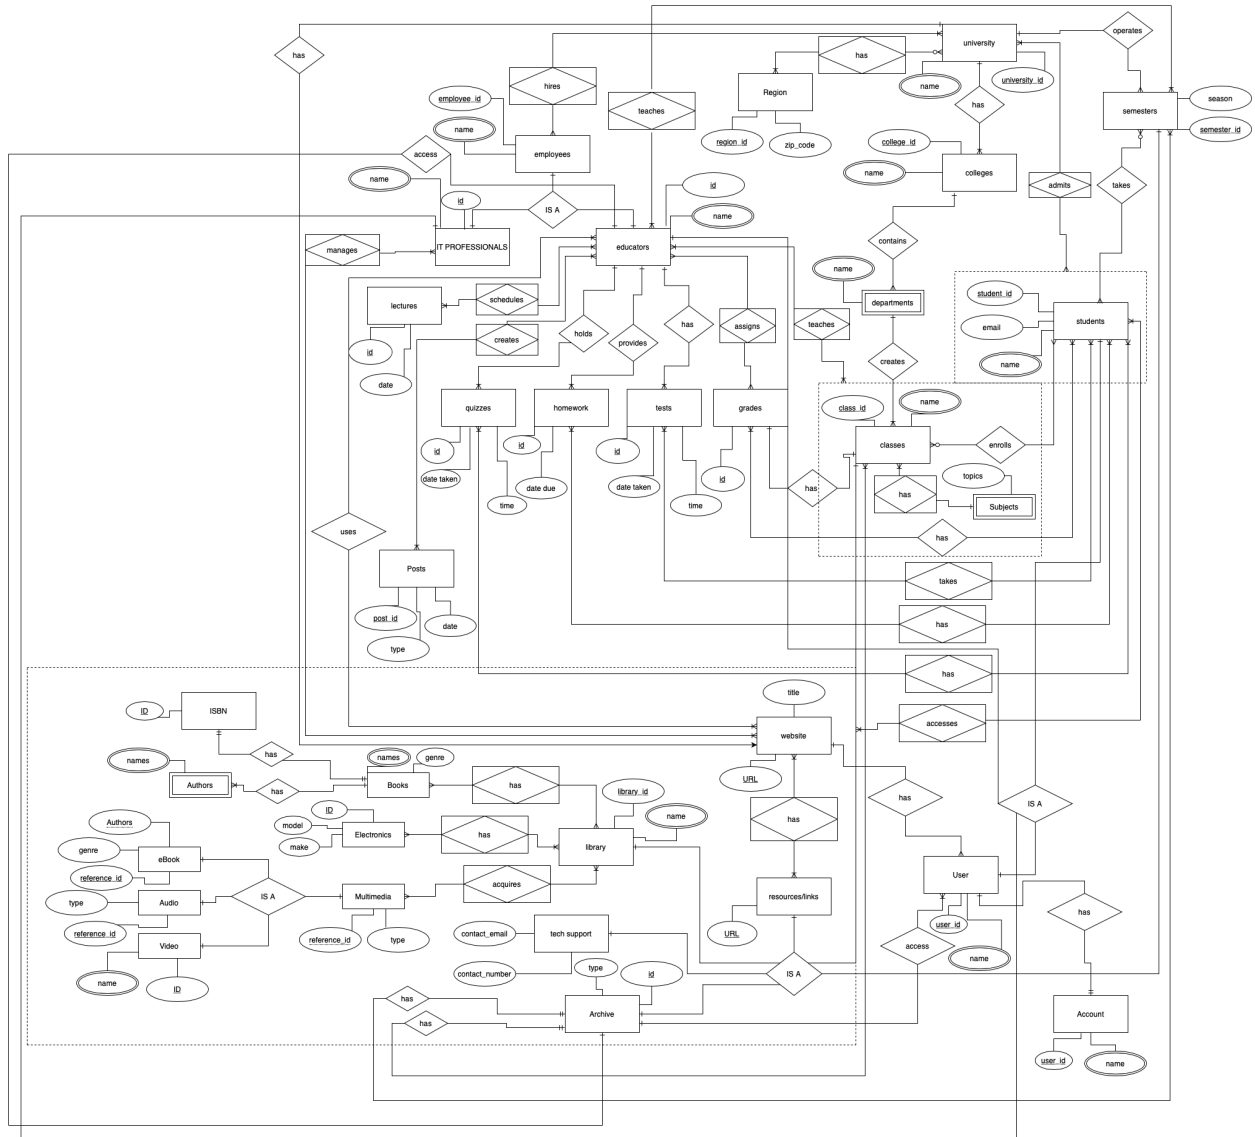 university
operates
has
has
season
employee_id
hires
name
university_id
Region
semesters
teaches
has
semester_id
name
region_id
zip_code
college_id
access
employees
name
colleges
name
id
id
admits
takes
IS A
name
contains
manages
IT PROFESSIONALS
educators
name
student_id
lectures
schedules
departments
email
students
holds
has
assigns
teaches
creates
provides
id
name
creates
date
quizzes
homework
tests
grades
class_id
name
classes
enrolls
id
id
id
topics
date taken
date due
date taken
id
has
has
time
time
Subjects
uses
has
Posts
takes
post_id
date
has
type
has
title
ID
ISBN
accesses
website
has
names
names
genre
URL
Authors
has
Books
has
has
library_id
IS A
ID
name
Authors
model
Electronics
has
has
make
library
genre
eBook
User
reference_id
acquires
type
Audio
IS A
Multimedia
resources/links
has
user_id
reference_id
contact_email
tech support
URL
Video
reference_id
type
access
name
contact_number
type
id
IS A
name
ID
has
Archive
Account
has
user_id
name